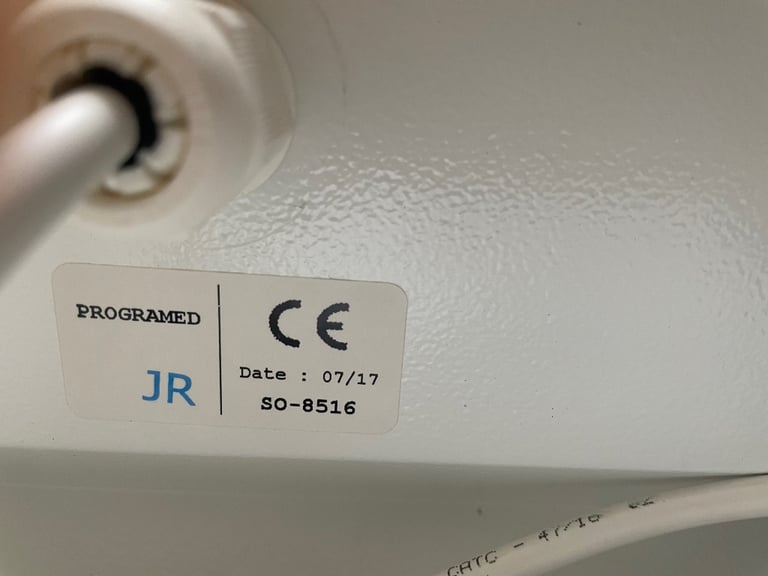 PROGRAMED
JR
CE
Date : 07/17
SO-8516